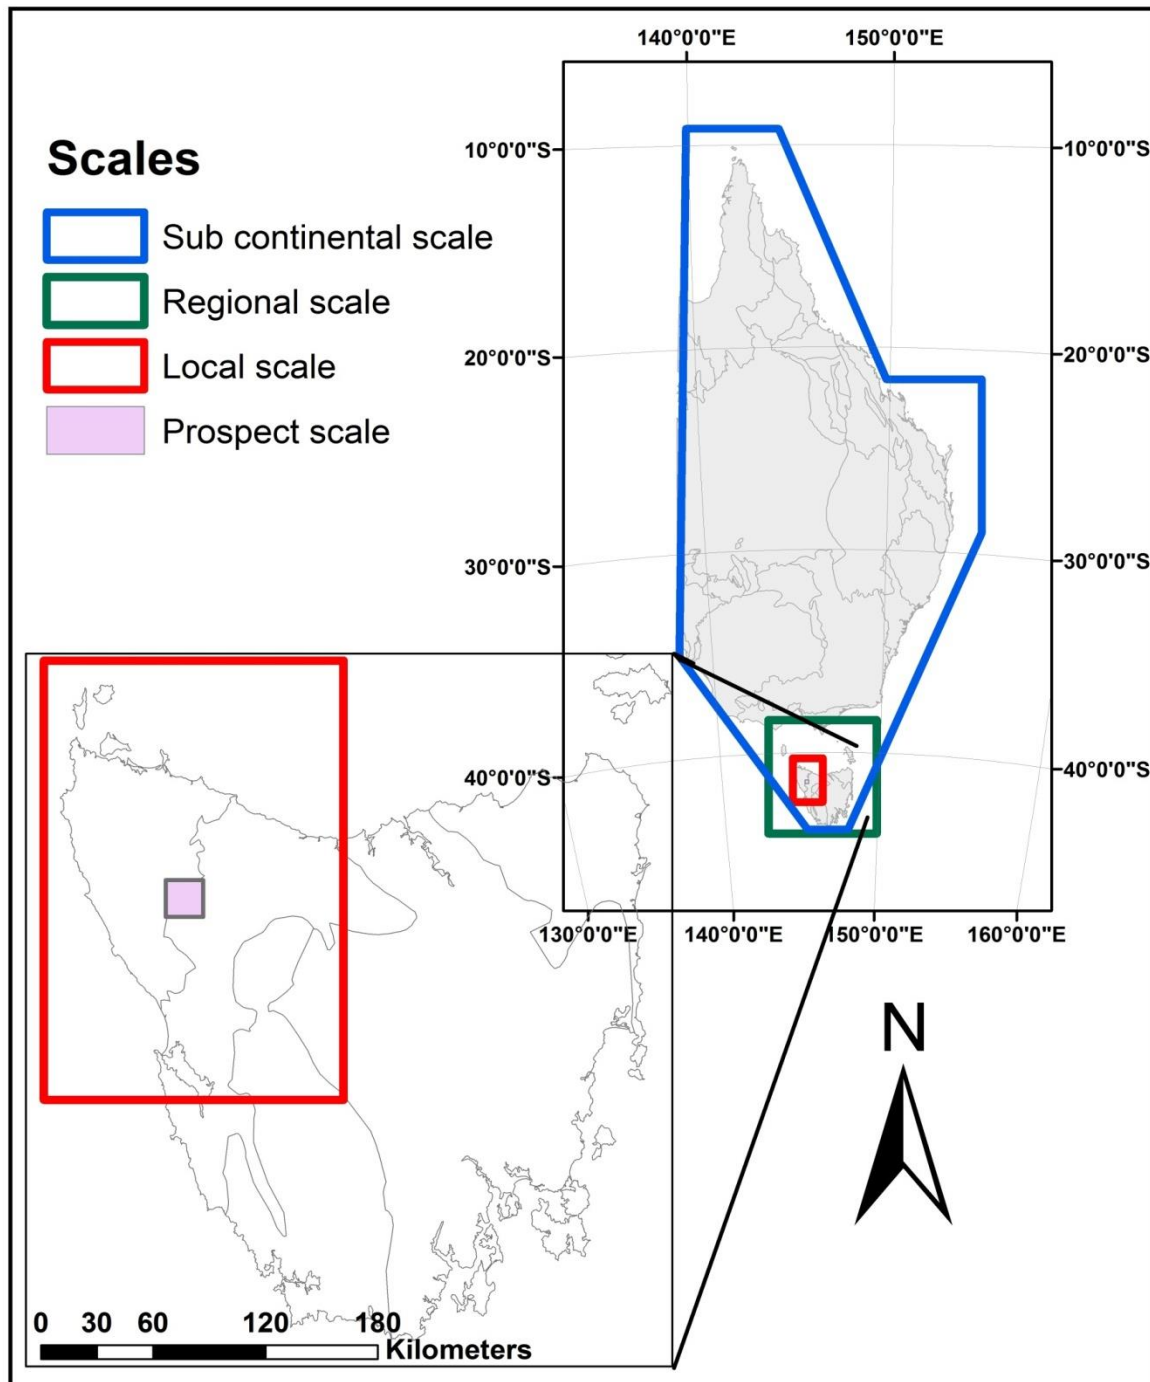 140°0'0"E 150°0'0"E
Scales
Sub continental scale
Regional scale
Local scale
Prospect scale
10°0'0"S 10°0'0"S
20°0'0"S 20°0'0"S
30°0'0"S 30°0'0"S
40°0'0"S 40°0'0"S
130°0'0"E 140°0'0"E 150°0'0"E 160°0'0"E
N
0 30 60 120 180
Kilometers